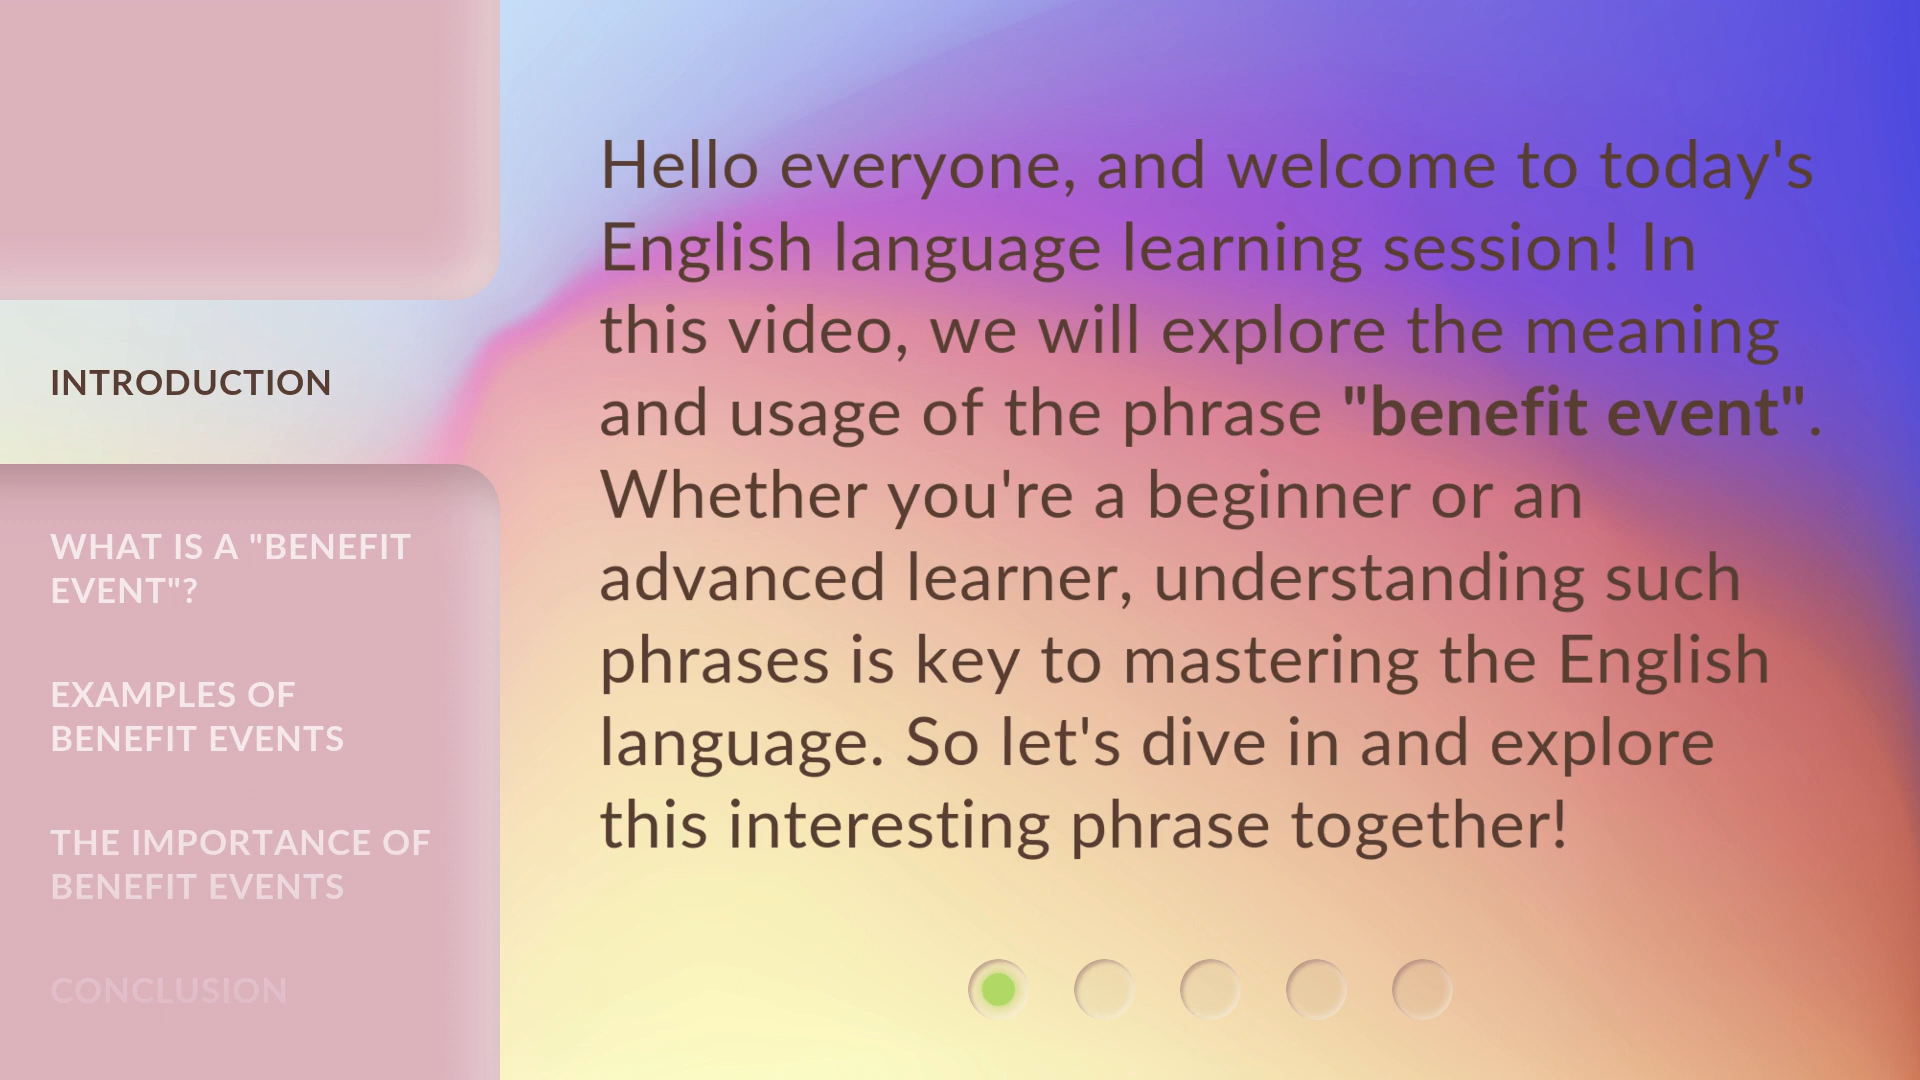 INTRODUCTION
WHAT IS A "BENEFIT
EVENT"?
EXAMPLES OF
BENEFIT EVENTS
THE IMPORTANCE OF
BENEFIT EVENTS
CONCLUSION
Hello everyone, and welcome to today's
English language learning session! In
this video, we will explore the meaning
and usage of the phrase "benefit event".
Whether you're a beginner or an
advanced learner, understanding such
phrases is key to mastering the English
language. So let's dive in and explore
this interesting phrase together!